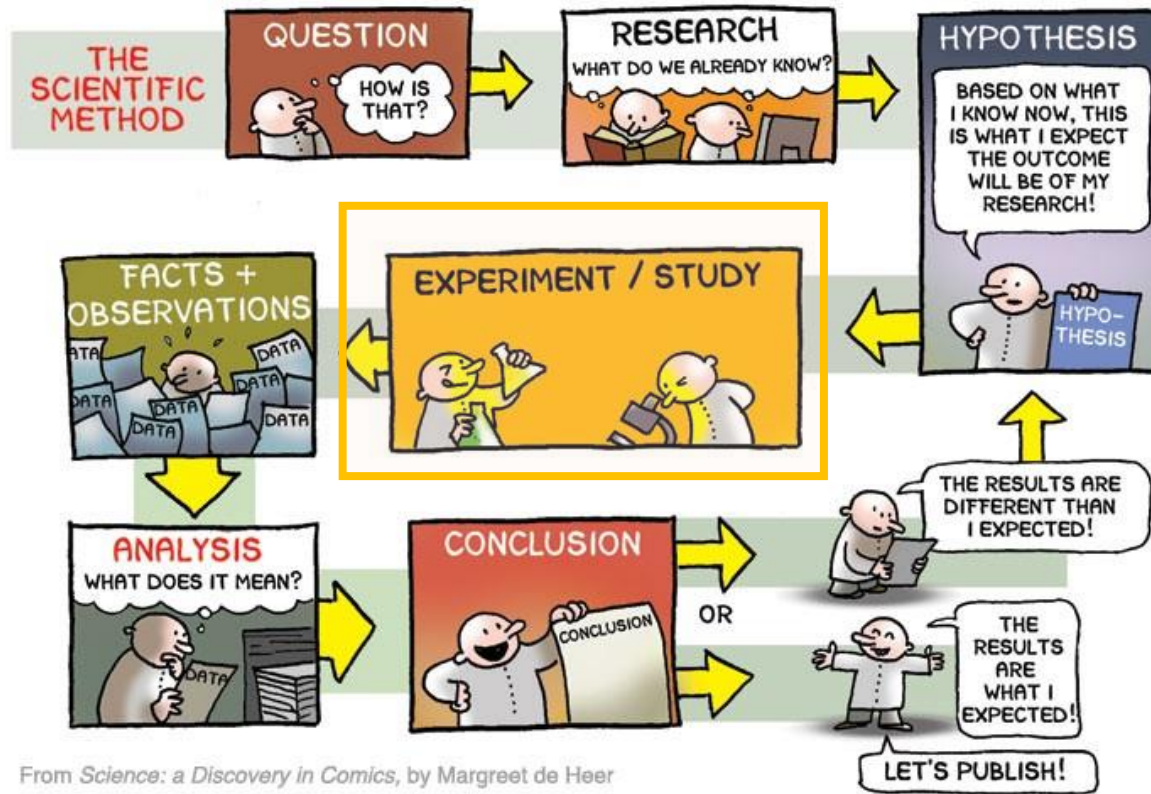 THE
SCIENTIFIC
METHOD
QUESTION
HOW IS
THAT?
RESEARCH
WHAT DO WE ALREADY KNOW?
HYPOTHESIS
BASED ON WHAT
I KNOW NOW, THIS
IS WHAT I EXPECT
THE OUTCOME
WILL BE OF MY
RESEARCH!
HYPO-
THESIS
EXPERIMENT / STUDY
FACTS +
OBSERVATIONS
DATA
DATA
DATA
DATA
DATA
DATA
ANALYSIS
WHAT DOES IT MEAN?
DATA
CONCLUSION
CONCLUSION
OR
THE RESULTS ARE
DIFFERENT THAN
I EXPECTED!
THE
RESULTS
ARE
WHAT I
EXPECTED!
LET'S PUBLISH!
From Science: a Discovery in Comics, by Margreet de Heer